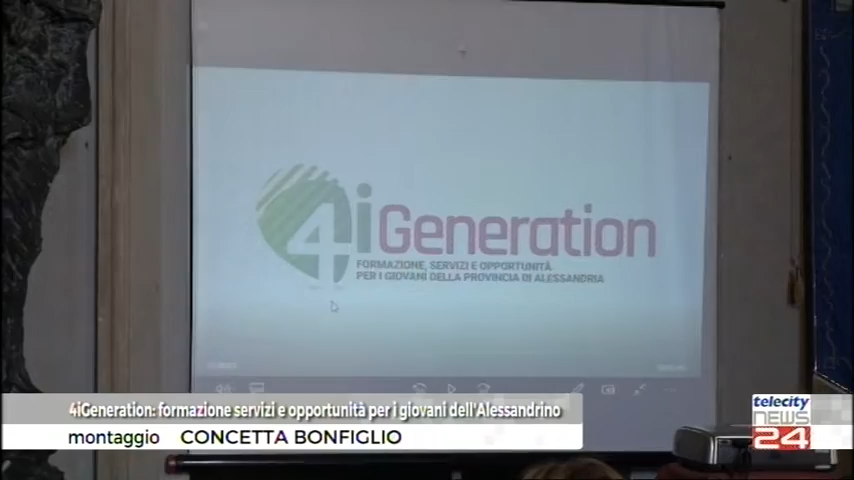 4iGeneration
FORMAZIONE, SERVIZI E OPPORTUNITÀ
PER I GIOVANI DELLA PROVINCIA DI ALESSANDRIA
4iGeneration: formazione servizi e opportunità per i giovani dell'Alessandrino
montaggio CONCETTA BONFIGLIO
telecity
NEWS
24